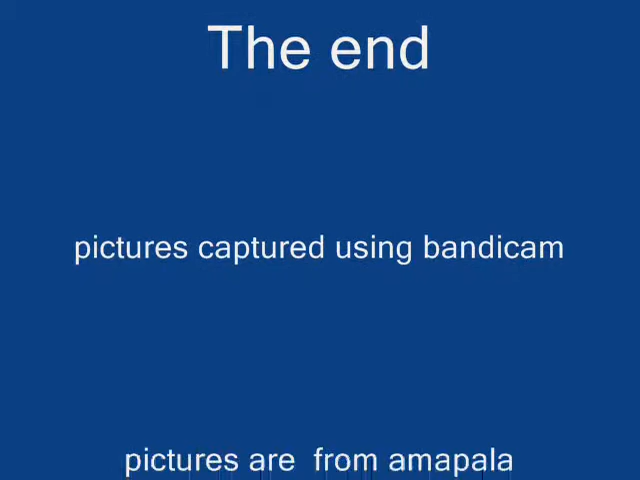 The end
pictures captured using bandicam
pictures are  from amapala